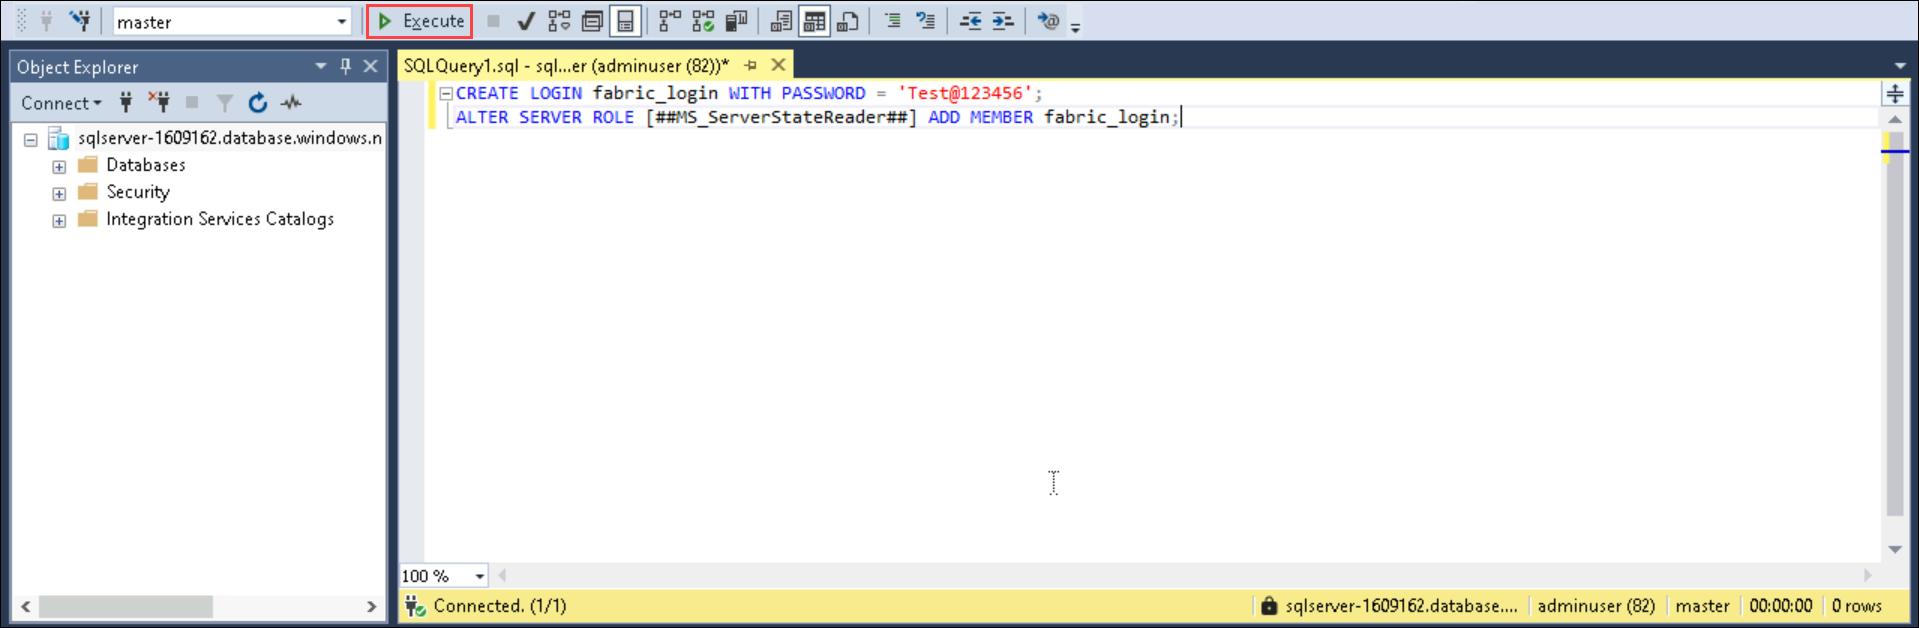 master
Execute
Object Explorer
Connect
sqlserver-1609162.database.windows.n
Databases
Security
Integration Services Catalogs
SQLQuery1.sql - sql...er (adminuser (82))*
CREATE LOGIN fabric_login WITH PASSWORD = 'Test@123456';
ALTER SERVER ROLE [##MS_ServerStateReader##] ADD MEMBER fabric_login;
100 %
Connected. (1/1)
sqlserver-1609162.database.... adminuser (82) master 00:00:00 0 rows